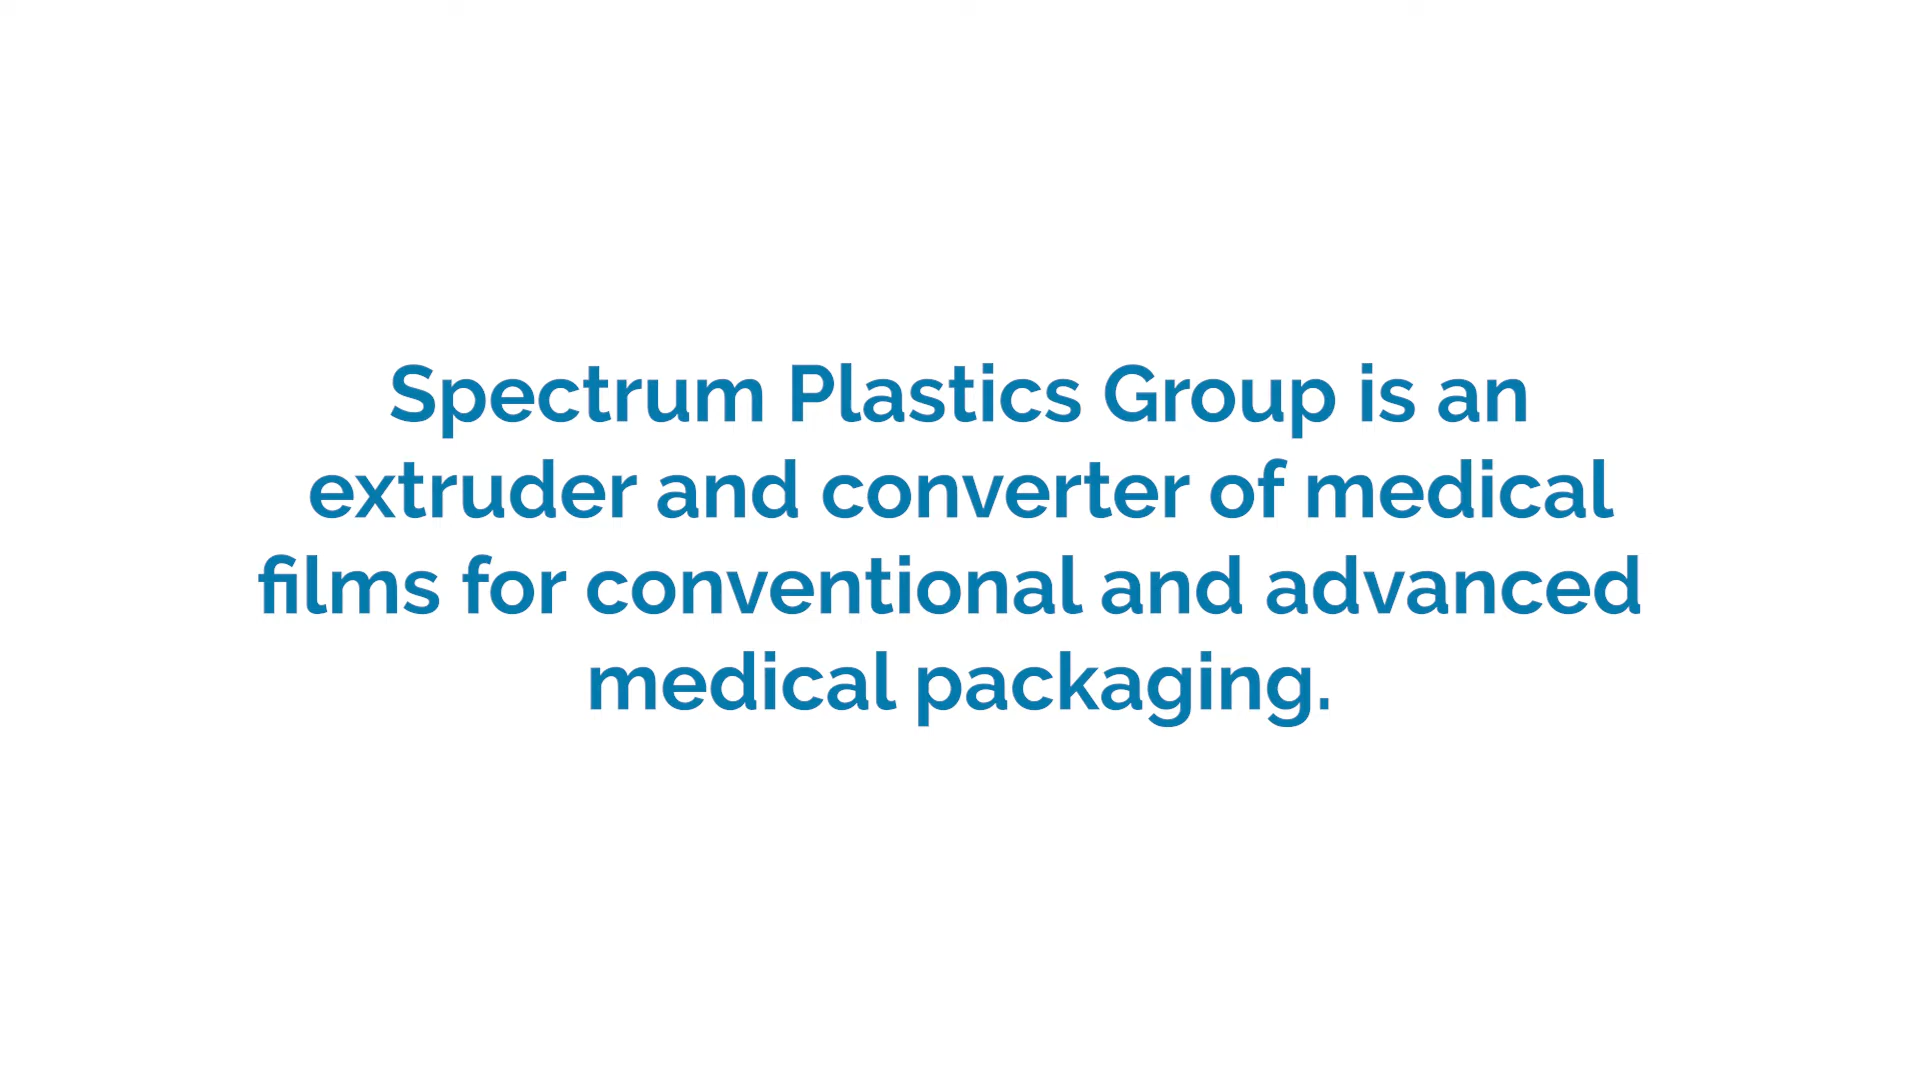 Spectrum Plastics Group is an
extruder and converter of medical
films for conventional and advanced
medical packaging.